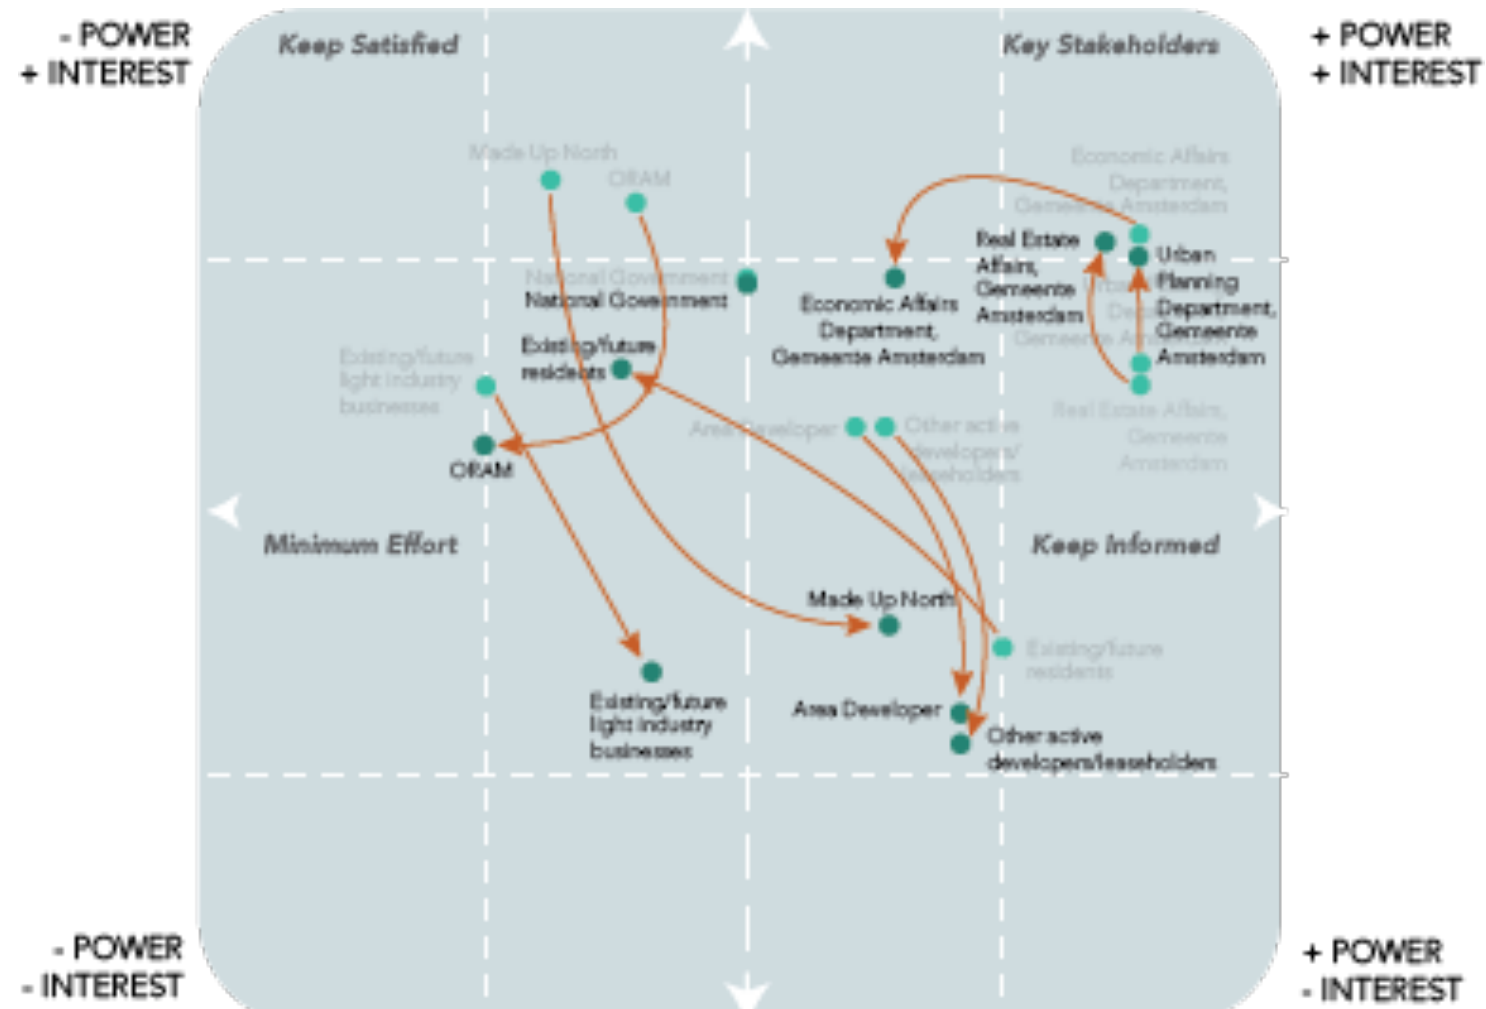 - POWER
+ INTEREST
Keep Satisfied
Key Stakeholders
+ POWER
+ INTEREST
Made Up North
ORAM
Economic Affairs
Department,
Gemeente Amsterdam
National Government
National Government
Real Estate
Affairs,
Gemeente
Amsterdam
Urban
Planning
Department,
Gemeente
Amsterdam
Economic Affairs
Department,
Gemeente Amsterdam
Existing/future
residents
Existing/future
light industry
businesses
ORAM
Area Developer
Other active
developers/
leaseholders
Real Estate Affairs,
Gemeente
Amsterdam
Minimum Effort
Keep Informed
Made Up North
Existing/future
residents
Existing/future
light industry
businesses
Area Developer
Other active
developers/leaseholders
- POWER
- INTEREST
+ POWER
- INTEREST